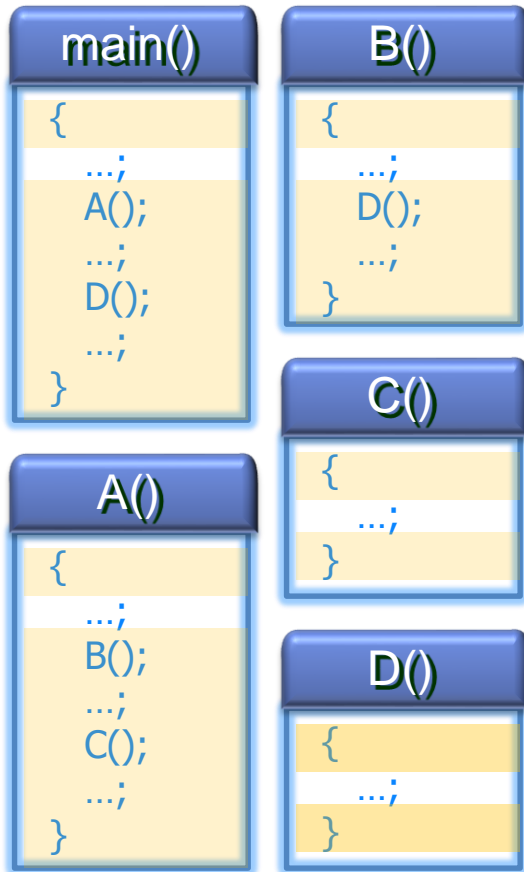 main()
{
...;
A();
...;
D();
...;
}
A()
{
...;
B();
...;
C();
...;
}
B()
{
...;
D();
...;
}
C()
{
...;
}
D()
{
...;
}